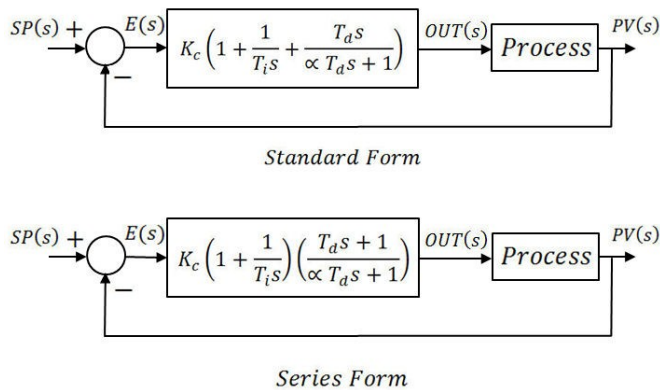 SP(s) + E(s) K_c (1 + 1/(T_i s) + T_d s/(∝ T_d s + 1)) OUT(s) Process PV(s)
−
Standard Form
SP(s) + E(s) K_c (1 + 1/(T_i s)) ((T_d s + 1)/(∝ T_d s + 1)) OUT(s) Process PV(s)
−
Series Form